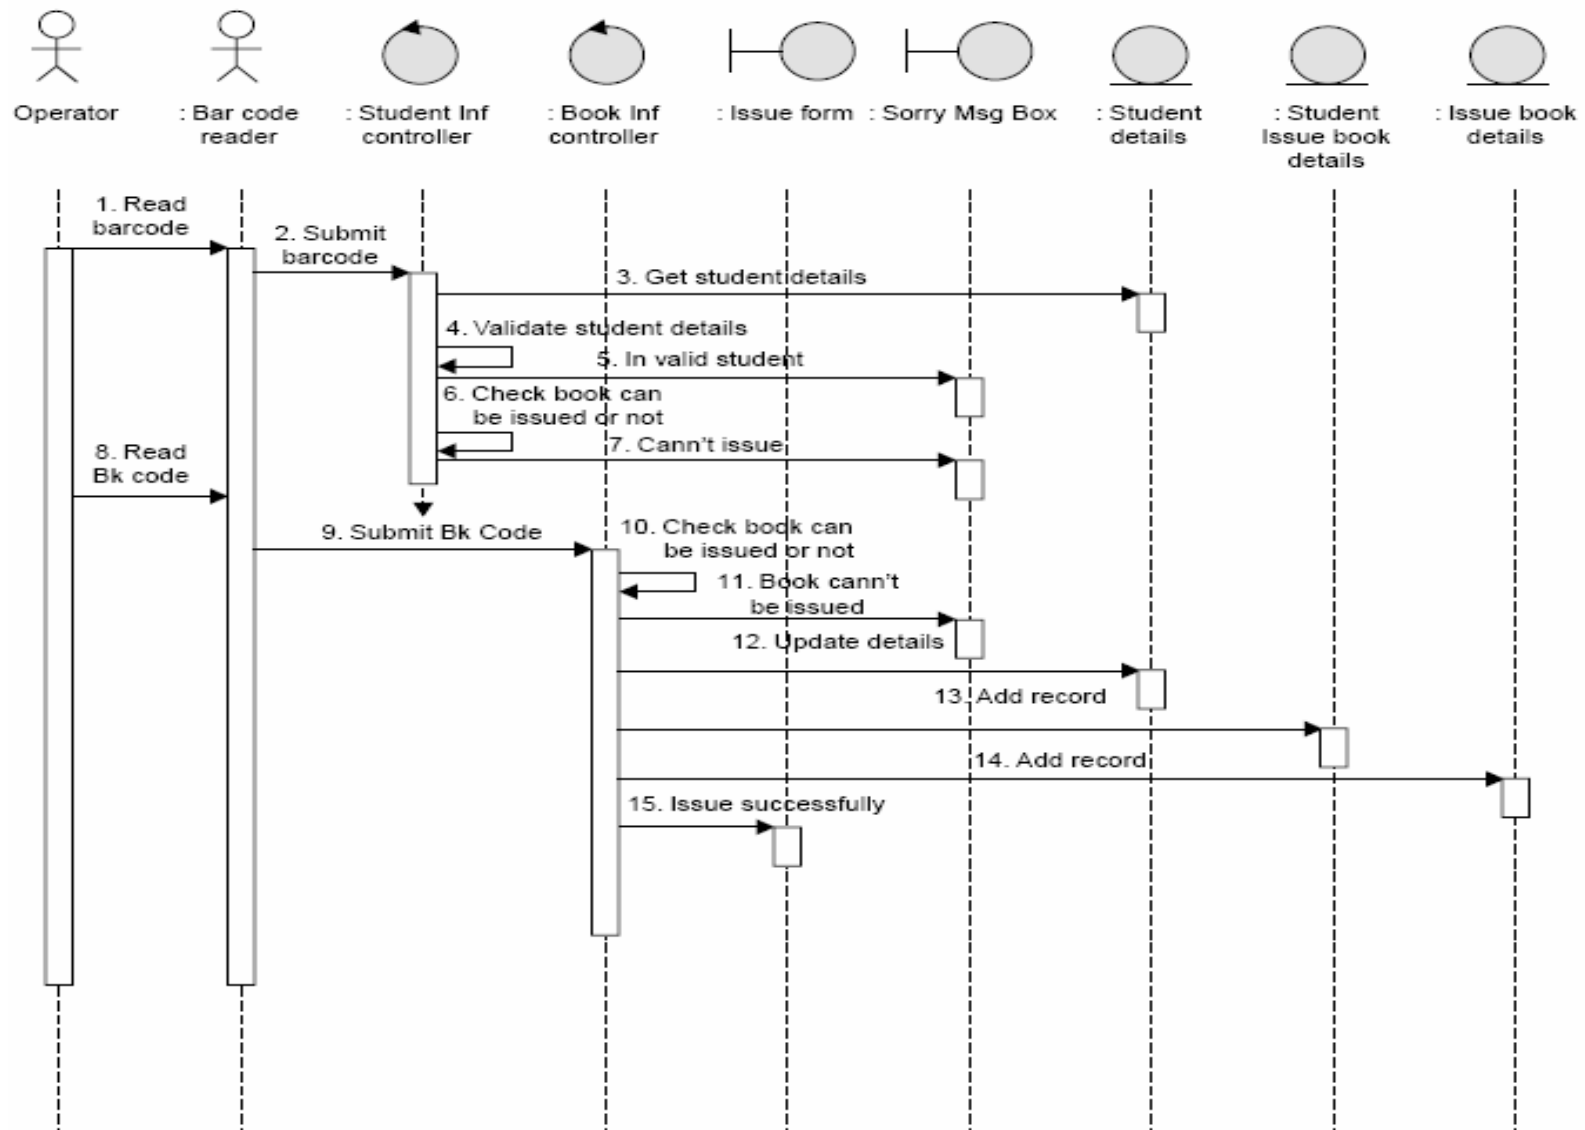 Operator
: Bar code
reader
: Student Inf
controller
: Book Inf
controller
: Issue form
: Sorry Msg Box
: Student
details
: Student
Issue book
details
: Issue book
details
1. Read
barcode
2. Submit
barcode
3. Get student details
4. Validate student details
5. In valid student
6. Check book can
be issued or not
7. Cann't issue
8. Read
Bk code
9. Submit Bk Code
10. Check book can
be issued or not
11. Book cann't
be issued
12. Update details
13. Add record
14. Add record
15. Issue successfully